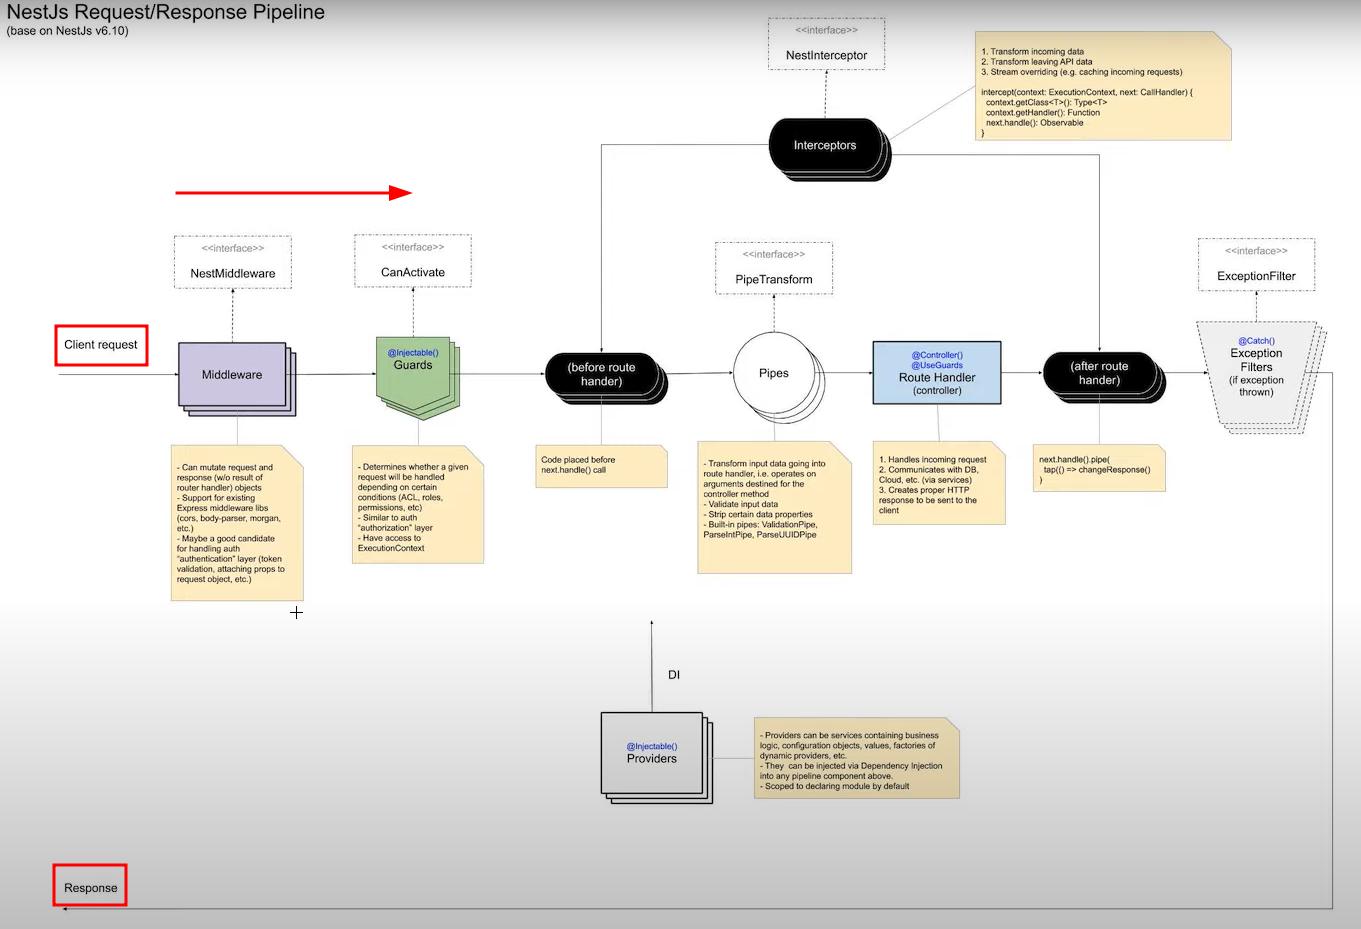 NestJs Request/Response Pipeline
(base on NestJs v6.10)
<<interface>>
NestInterceptor
1. Transform incoming data
2. Transform leaving API data
3. Stream overriding (e.g. caching incoming requests)
intercept(context: ExecutionContext, next: CallHandler) {
context.getClass<T>(): Type<T>
context.getHandler(): Function
next.handle(): Observable
}
Interceptors
<<interface>>
NestMiddleware
<<interface>>
CanActivate
<<interface>>
PipeTransform
<<interface>>
ExceptionFilter
Client request
Middleware
@Injectable()
Guards
(before route
hander)
Pipes
@Controller()
@UseGuards
Route Handler
(controller)
(after route
hander)
@Catch()
Exception
Filters
(if exception
thrown)
- Can mutate request and
response (w/o result of
router handler) objects
- Support for existing
Express middleware libs
(cors, body-parser, morgan,
etc.)
- Maybe a good candidate
for handling auth
“authentication” layer (token
validation, attaching props to
request object, etc.)
- Determines whether a given
request will be handled
depending on certain
conditions (ACL, roles,
permissions, etc)
- Similar to auth
“authorization” layer
- Have access to
ExecutionContext
Code placed before
next.handle() call
- Transform input data going into
route handler, i.e. operates on
arguments destined for the
controller method
- Validate input data
- Strip certain data properties
- Built-in pipes: ValidationPipe,
ParseIntPipe, ParseUUIDPipe
1. Handles Incoming request
2. Communicates with DB,
Cloud, etc. (via services)
3. Creates proper HTTP
response to be sent to the
client
next.handle().pipe(
tap(() => changeResponse()
)
DI
@Injectable()
Providers
- Providers can be services containing business
logic, configuration objects, values, factories of
dynamic providers, etc.
- They can be injected via Dependency Injection
into any pipeline component above.
- Scoped to declaring module by default
Response